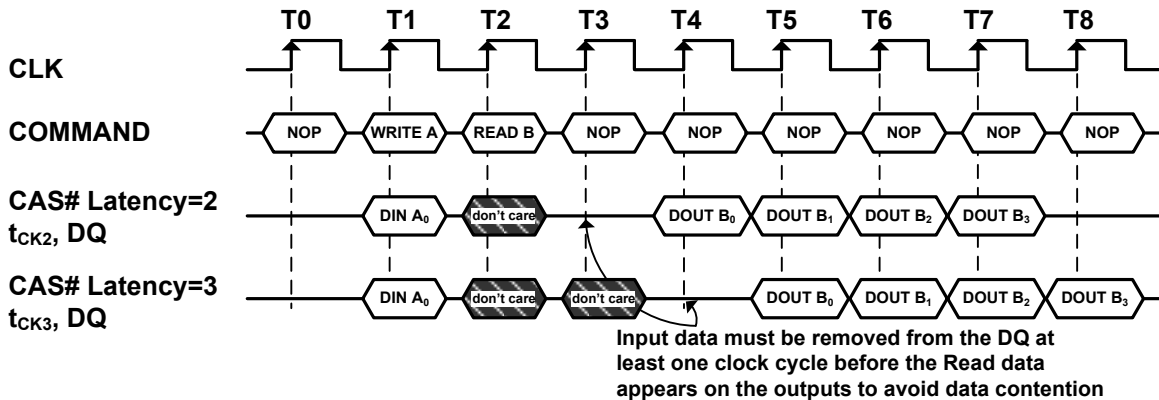 T0 T1 T2 T3 T4 T5 T6 T7 T8
CLK
COMMAND NOP WRITE A READ B NOP NOP NOP NOP NOP NOP
CAS# Latency=2
tCK2, DQ DIN A0 don't care DOUT B0 DOUT B1 DOUT B2 DOUT B3
CAS# Latency=3
tCK3, DQ DIN A0 don't care don't care DOUT B0 DOUT B1 DOUT B2 DOUT B3
Input data must be removed from the DQ at
least one clock cycle before the Read data
appears on the outputs to avoid data contention